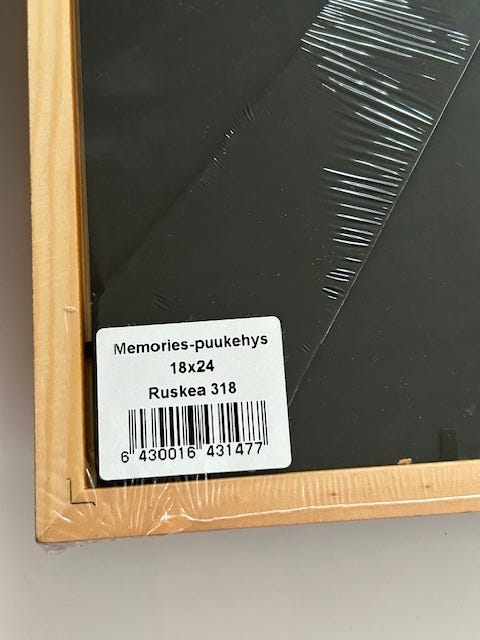 Memories-puukehys
18x24
Ruskea 318
6 430016 431477